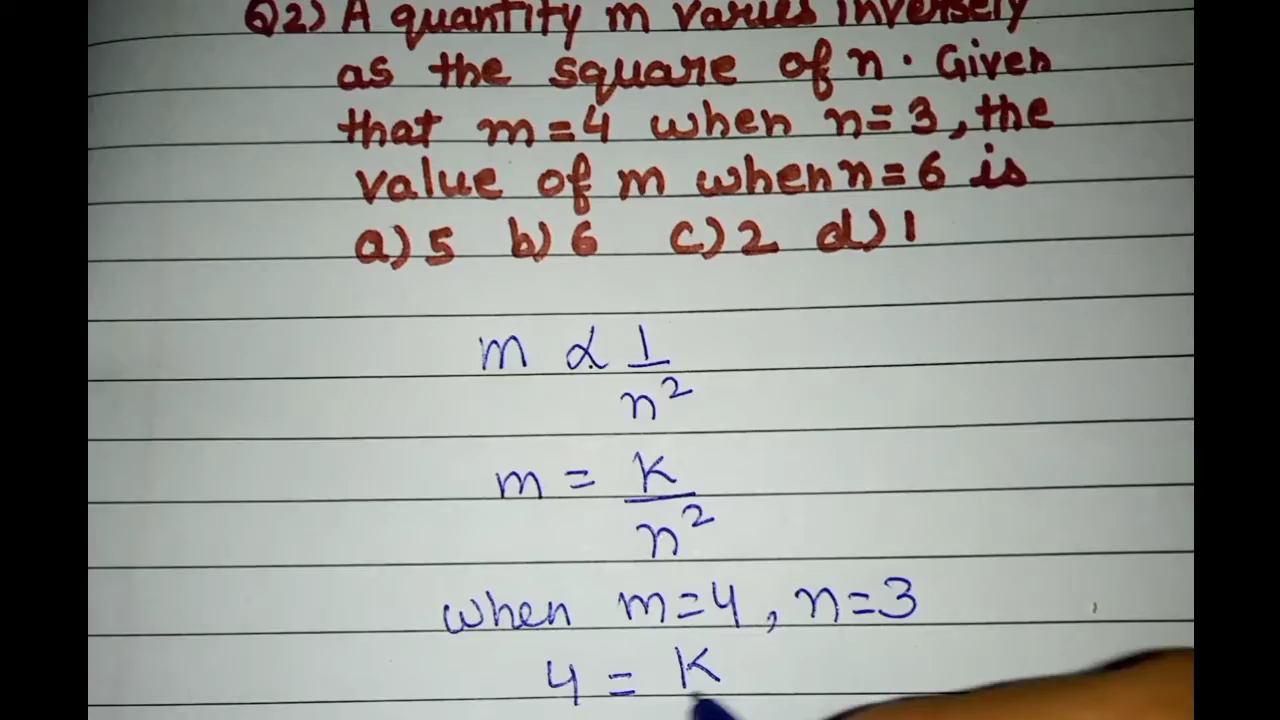 Q2) A quantity m varies inversely
as the square of n. Given
that m=4 when n=3, the
value of m when n=6 is
a) 5 b) 6 c) 2 d) 1
m ∝ 1/n²
m = K/n²
when m=4, n=3
4 = K